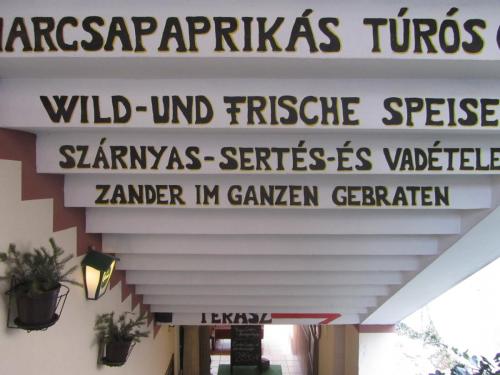 HARCSAPAPRIKÁS TÚRÓS
WILD-UND FRISCHE SPEISE
SZÁRNYAS-SERTÉS-ÉS VADÉTELE
ZANDER IM GANZEN GEBRATEN
TERASZ